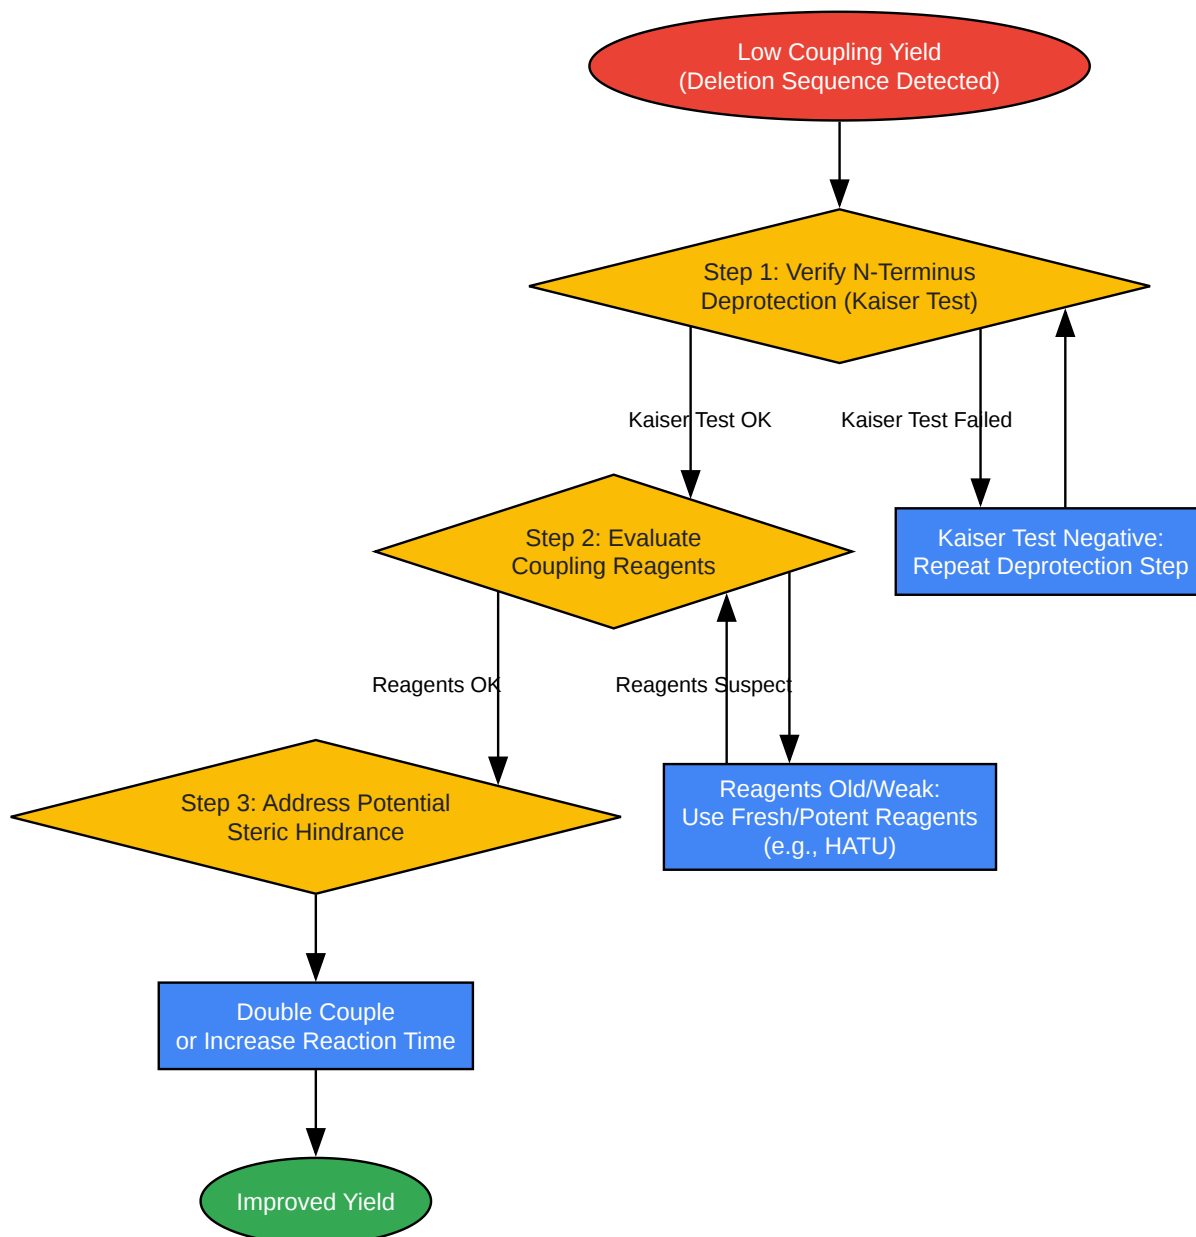 Low Coupling Yield
(Deletion Sequence Detected)
Step 1: Verify N-Terminus
Deprotection (Kaiser Test)
Kaiser Test OK
Kaiser Test Failed
Step 2: Evaluate
Coupling Reagents
Kaiser Test Negative:
Repeat Deprotection Step
Reagents OK
Reagents Suspect
Step 3: Address Potential
Steric Hindrance
Reagents Old/Weak:
Use Fresh/Potent Reagents
(e.g., HATU)
Double Couple
or Increase Reaction Time
Improved Yield